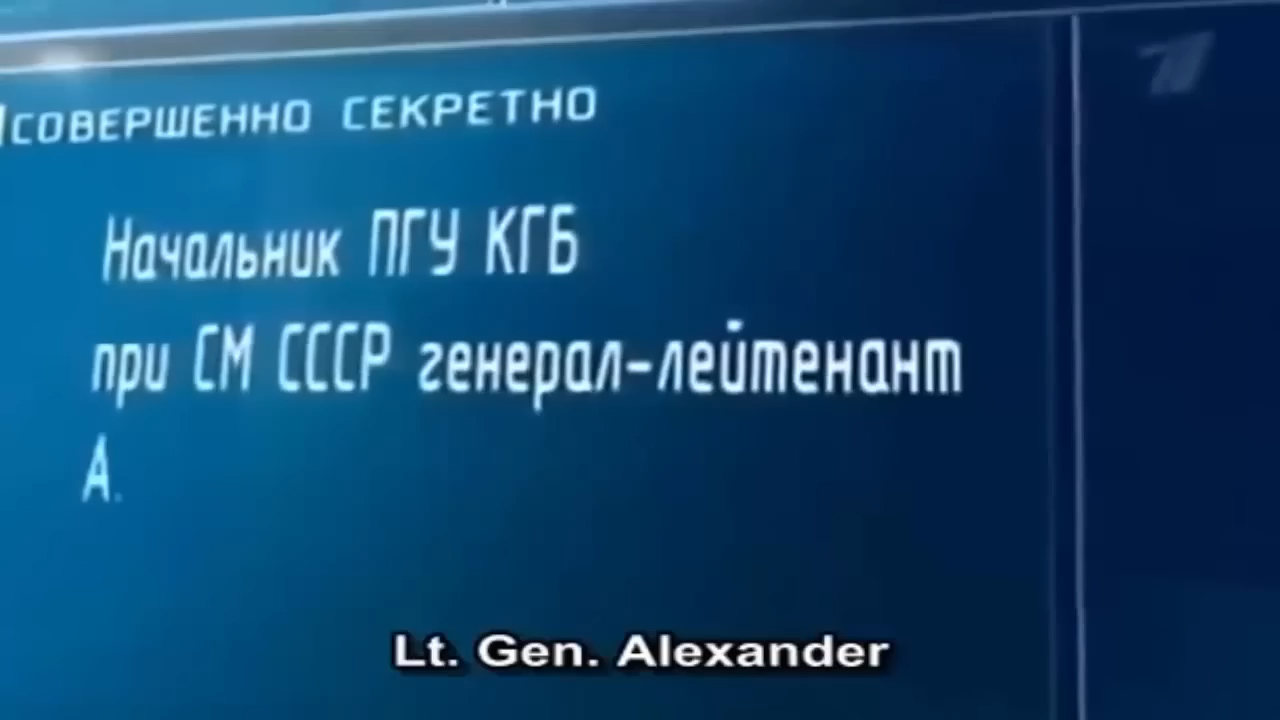 СОВЕРШЕННО СЕКРЕТНО
Начальник ПГУ КГБ
при СМ СССР генерал-лейтенант
А.
Lt. Gen. Alexander